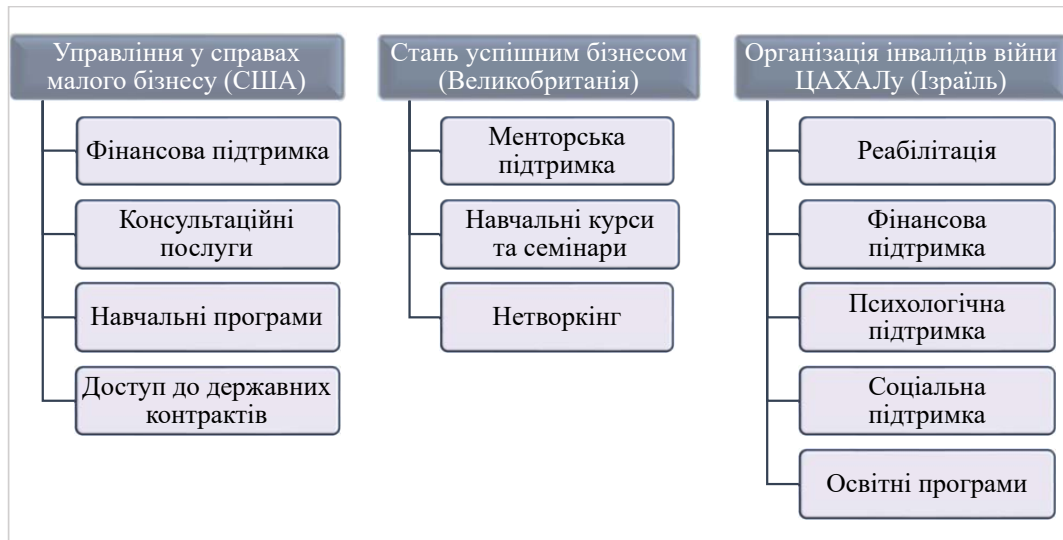 Управління у справах
малого бізнесу (США)
Фінансова підтримка
Консультаційні
послуги
Навчальні програми
Доступ до державних
контрактів
Стань успішним бізнесом
(Великобританія)
Менторська
підтримка
Навчальні курси
та семінари
Нетворкінг
Організація інвалідів війни
ЦАХАЛу (Ізраїль)
Реабілітація
Фінансова
підтримка
Психологічна
підтримка
Соціальна
підтримка
Освітні програми